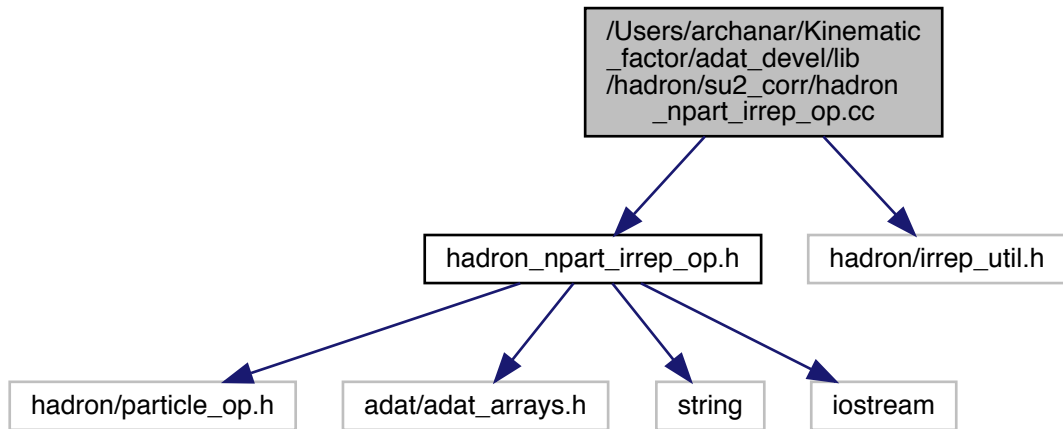 /Users/archanar/Kinematic
_factor/adat_devel/lib
/hadron/su2_corr/hadron
_npart_irrep_op.cc
hadron_npart_irrep_op.h
hadron/irrep_util.h
hadron/particle_op.h
adat/adat_arrays.h
string
iostream